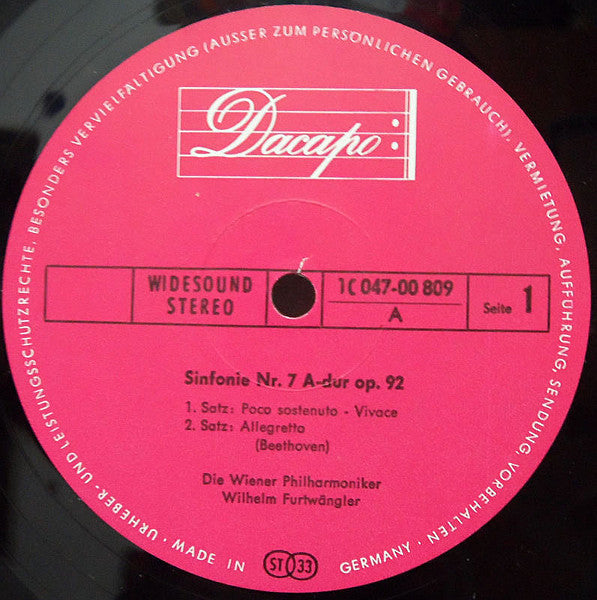 Dacapo
WIDESOUND
STEREO
1C 047-00 809
A
Seite 1
Sinfonie Nr. 7 A-dur op. 92
1. Satz: Poco sostenuto - Vivace
2. Satz: Allegretto
(Beethoven)
Die Wiener Philharmoniker
Wilhelm Furtwängler
URHEBER- UND LEISTUNGSSCHUTZRECHTE, BESONDERS VERVIELFÄLTIGUNG (AUSSER ZUM PERSÖNLICHEN GEBRAUCH), VERMIETUNG, AUFFÜHRUNG, SENDUNG, VORBEHALTEN · MADE IN GERMANY ·
ST 33